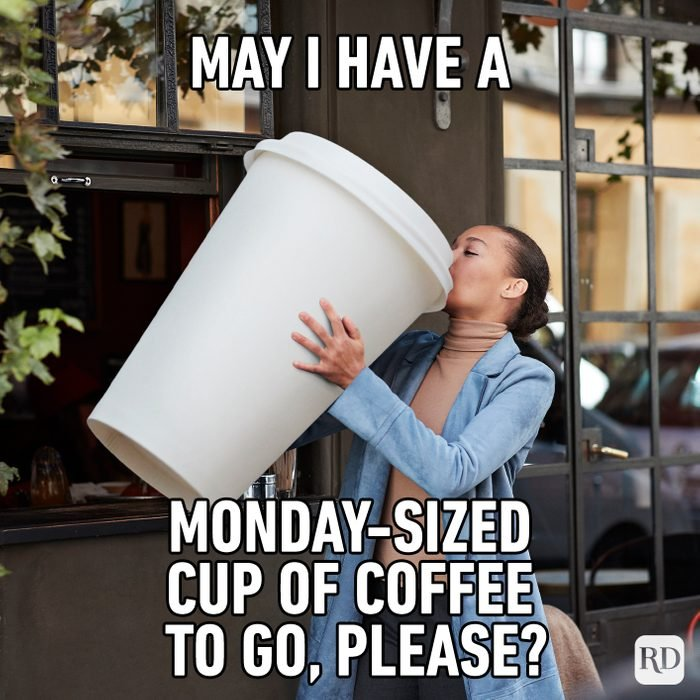 MAY I HAVE A
MONDAY-SIZED
CUP OF COFFEE
TO GO, PLEASE?
RD